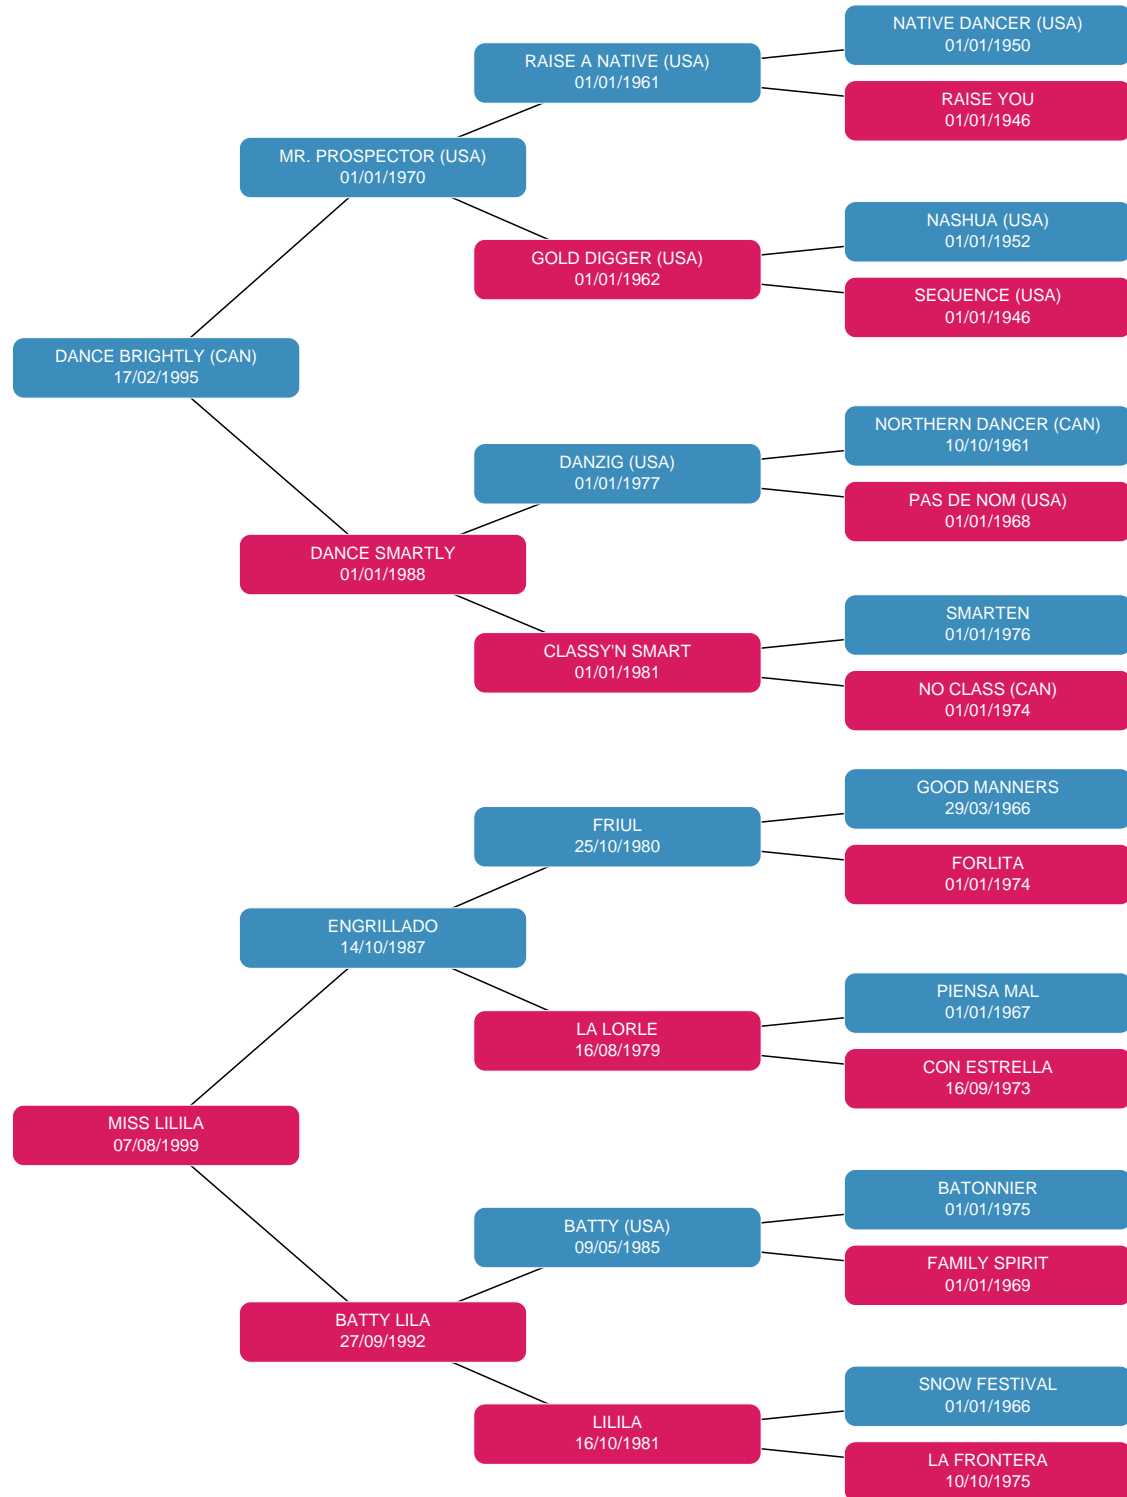 NATIVE DANCER (USA)
01/01/1950
RAISE A NATIVE (USA)
01/01/1961
RAISE YOU
01/01/1946
MR. PROSPECTOR (USA)
01/01/1970
NASHUA (USA)
01/01/1952
GOLD DIGGER (USA)
01/01/1962
SEQUENCE (USA)
01/01/1946
DANCE BRIGHTLY (CAN)
17/02/1995
NORTHERN DANCER (CAN)
10/10/1961
DANZIG (USA)
01/01/1977
PAS DE NOM (USA)
01/01/1968
DANCE SMARTLY
01/01/1988
SMARTEN
01/01/1976
CLASSY'N SMART
01/01/1981
NO CLASS (CAN)
01/01/1974
GOOD MANNERS
29/03/1966
FRIUL
25/10/1980
FORLITA
01/01/1974
ENGRILLADO
14/10/1987
PIENSA MAL
01/01/1967
LA LORLE
16/08/1979
CON ESTRELLA
16/09/1973
MISS LILILA
07/08/1999
BATONNIER
01/01/1975
BATTY (USA)
09/05/1985
FAMILY SPIRIT
01/01/1969
BATTY LILA
27/09/1992
SNOW FESTIVAL
01/01/1966
LILILA
16/10/1981
LA FRONTERA
10/10/1975